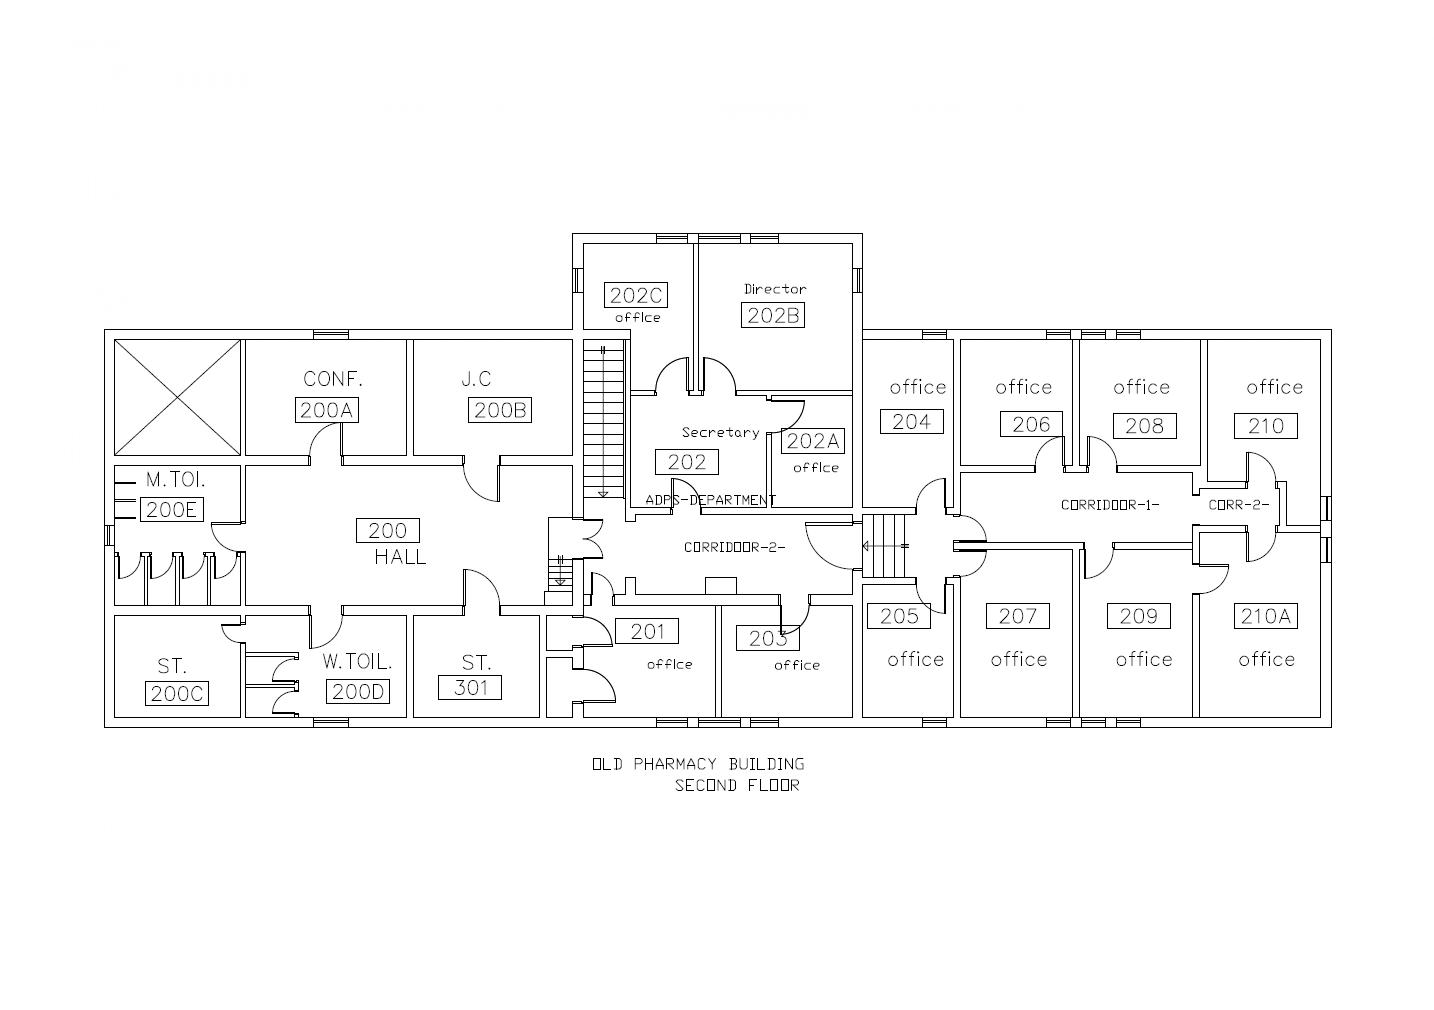 202C
office
Director
202B
CONF.
200A
J.C
200B
Secretary
202
202A
office
office
204
office
206
office
208
office
210
M.TOI.
200E
200
HALL
ADPS-DEPARTMENT
CORRIDOOR-2-
CORRIDOOR-1-
CORR-2-
ST.
200C
W.TOIL.
200D
ST.
301
201
office
203
office
205
office
207
office
209
office
210A
office
OLD PHARMACY BUILDING
SECOND FLOOR